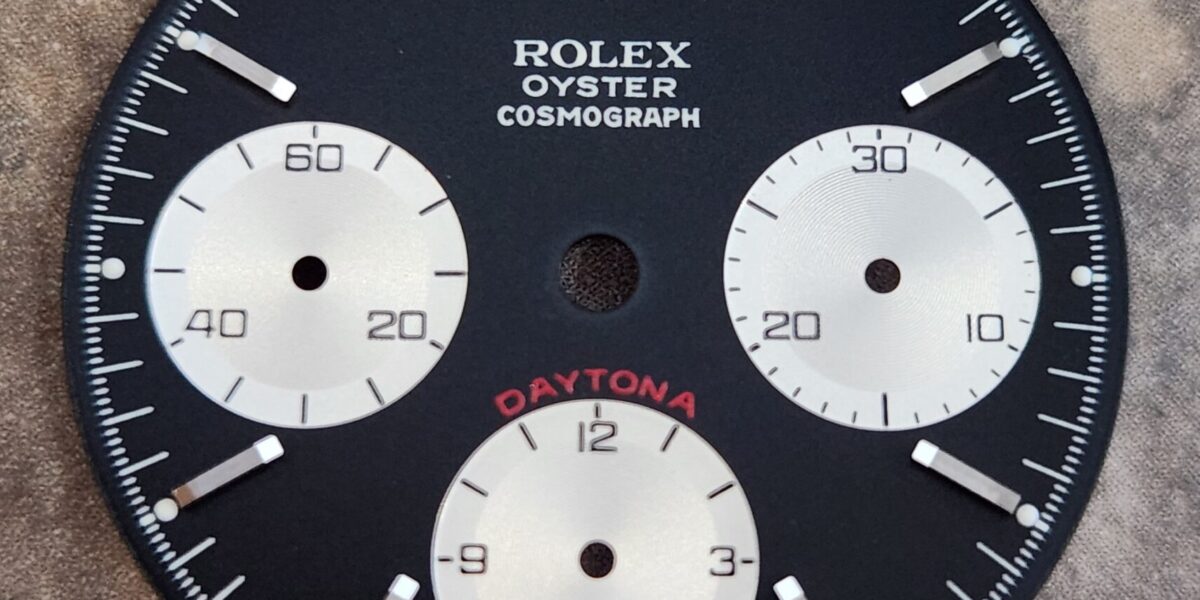 ROLEX
OYSTER
COSMOGRAPH
60
40
20
30
20
10
DAYTONA
12
9
3